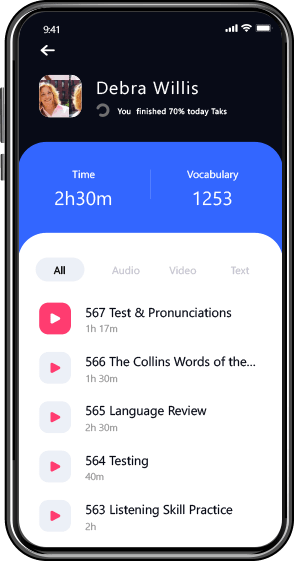 9:41
Debra Willis
You finished 70% today Taks
Time
Vocabulary
2h30m
1253
All
Audio
Video
Text
567 Test & Pronunciations
1h 17m
566 The Collins Words of the...
1h 30m
565 Language Review
2h 30m
564 Testing
40m
563 Listening Skill Practice
2h